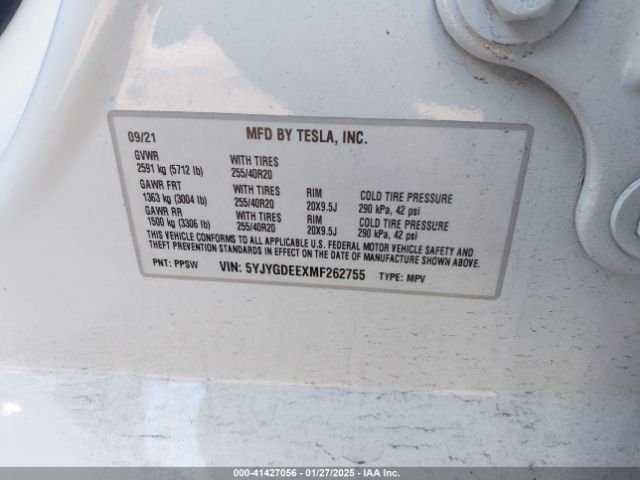 09/21 MFD BY TESLA, INC.
GVWR WITH TIRES
2591 kg (5712 lb) 255/40R20
GAWR FRT WITH TIRES RIM COLD TIRE PRESSURE
1363 kg (3004 lb) 255/40R20 20X9.5J 290 kPa, 42 psi
GAWR RR WITH TIRES RIM COLD TIRE PRESSURE
1500 kg (3306 lb) 255/40R20 20X9.5J 290 kPa, 42 psi
THIS VEHICLE CONFORMS TO ALL APPLICABLE U.S. FEDERAL MOTOR VEHICLE SAFETY AND
THEFT PREVENTION STANDARDS IN EFFECT ON THE DATE OF MANUFACTURE SHOWN ABOVE.
PNT: PPSW VIN: 5YJYGDEEXMF262755 TYPE: MPV
000-41427056 - 01/27/2025 - IAA Inc.